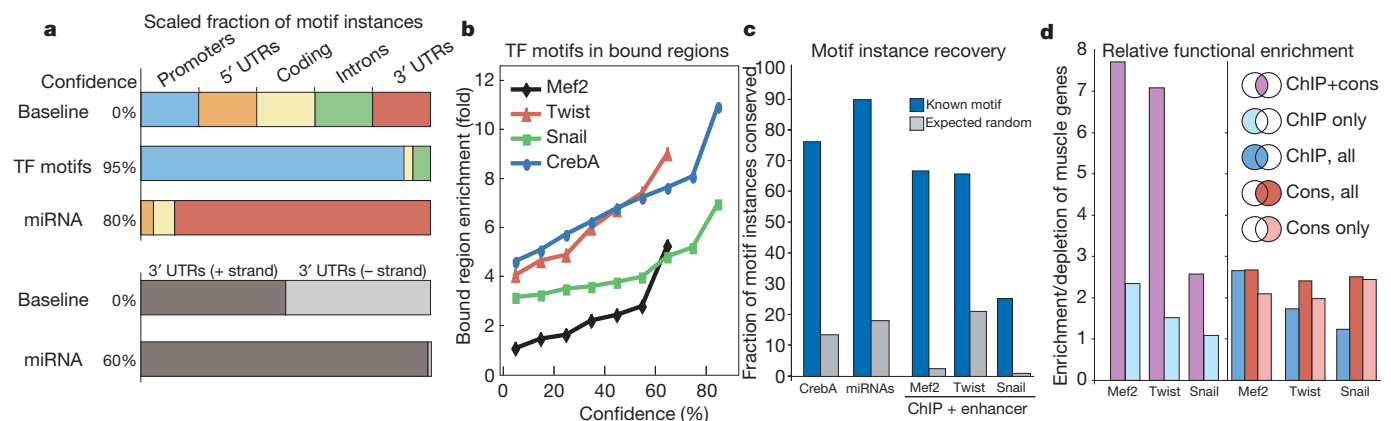 a
Scaled fraction of motif instances
Confidence
Promoters
5′ UTRs
Coding
Introns
3′ UTRs
Baseline 0%
TF motifs 95%
miRNA 80%
3′ UTRs (+ strand) 3′ UTRs (– strand)
Baseline 0%
miRNA 60%
b
TF motifs in bound regions
Bound region enrichment (fold)
12
10
8
6
4
2
0
Mef2
Twist
Snail
CrebA
0 20 40 60 80
Confidence (%)
c
Motif instance recovery
Fraction of motif instances conserved
100
90
80
70
60
50
40
30
20
10
0
Known motif
Expected random
CrebA miRNAs Mef2 Twist Snail
ChIP + enhancer
d
Relative functional enrichment
Enrichment/depletion of muscle genes
8
7
6
5
4
3
2
1
0
ChIP+cons
ChIP only
ChIP, all
Cons, all
Cons only
Mef2 Twist Snail Mef2 Twist Snail